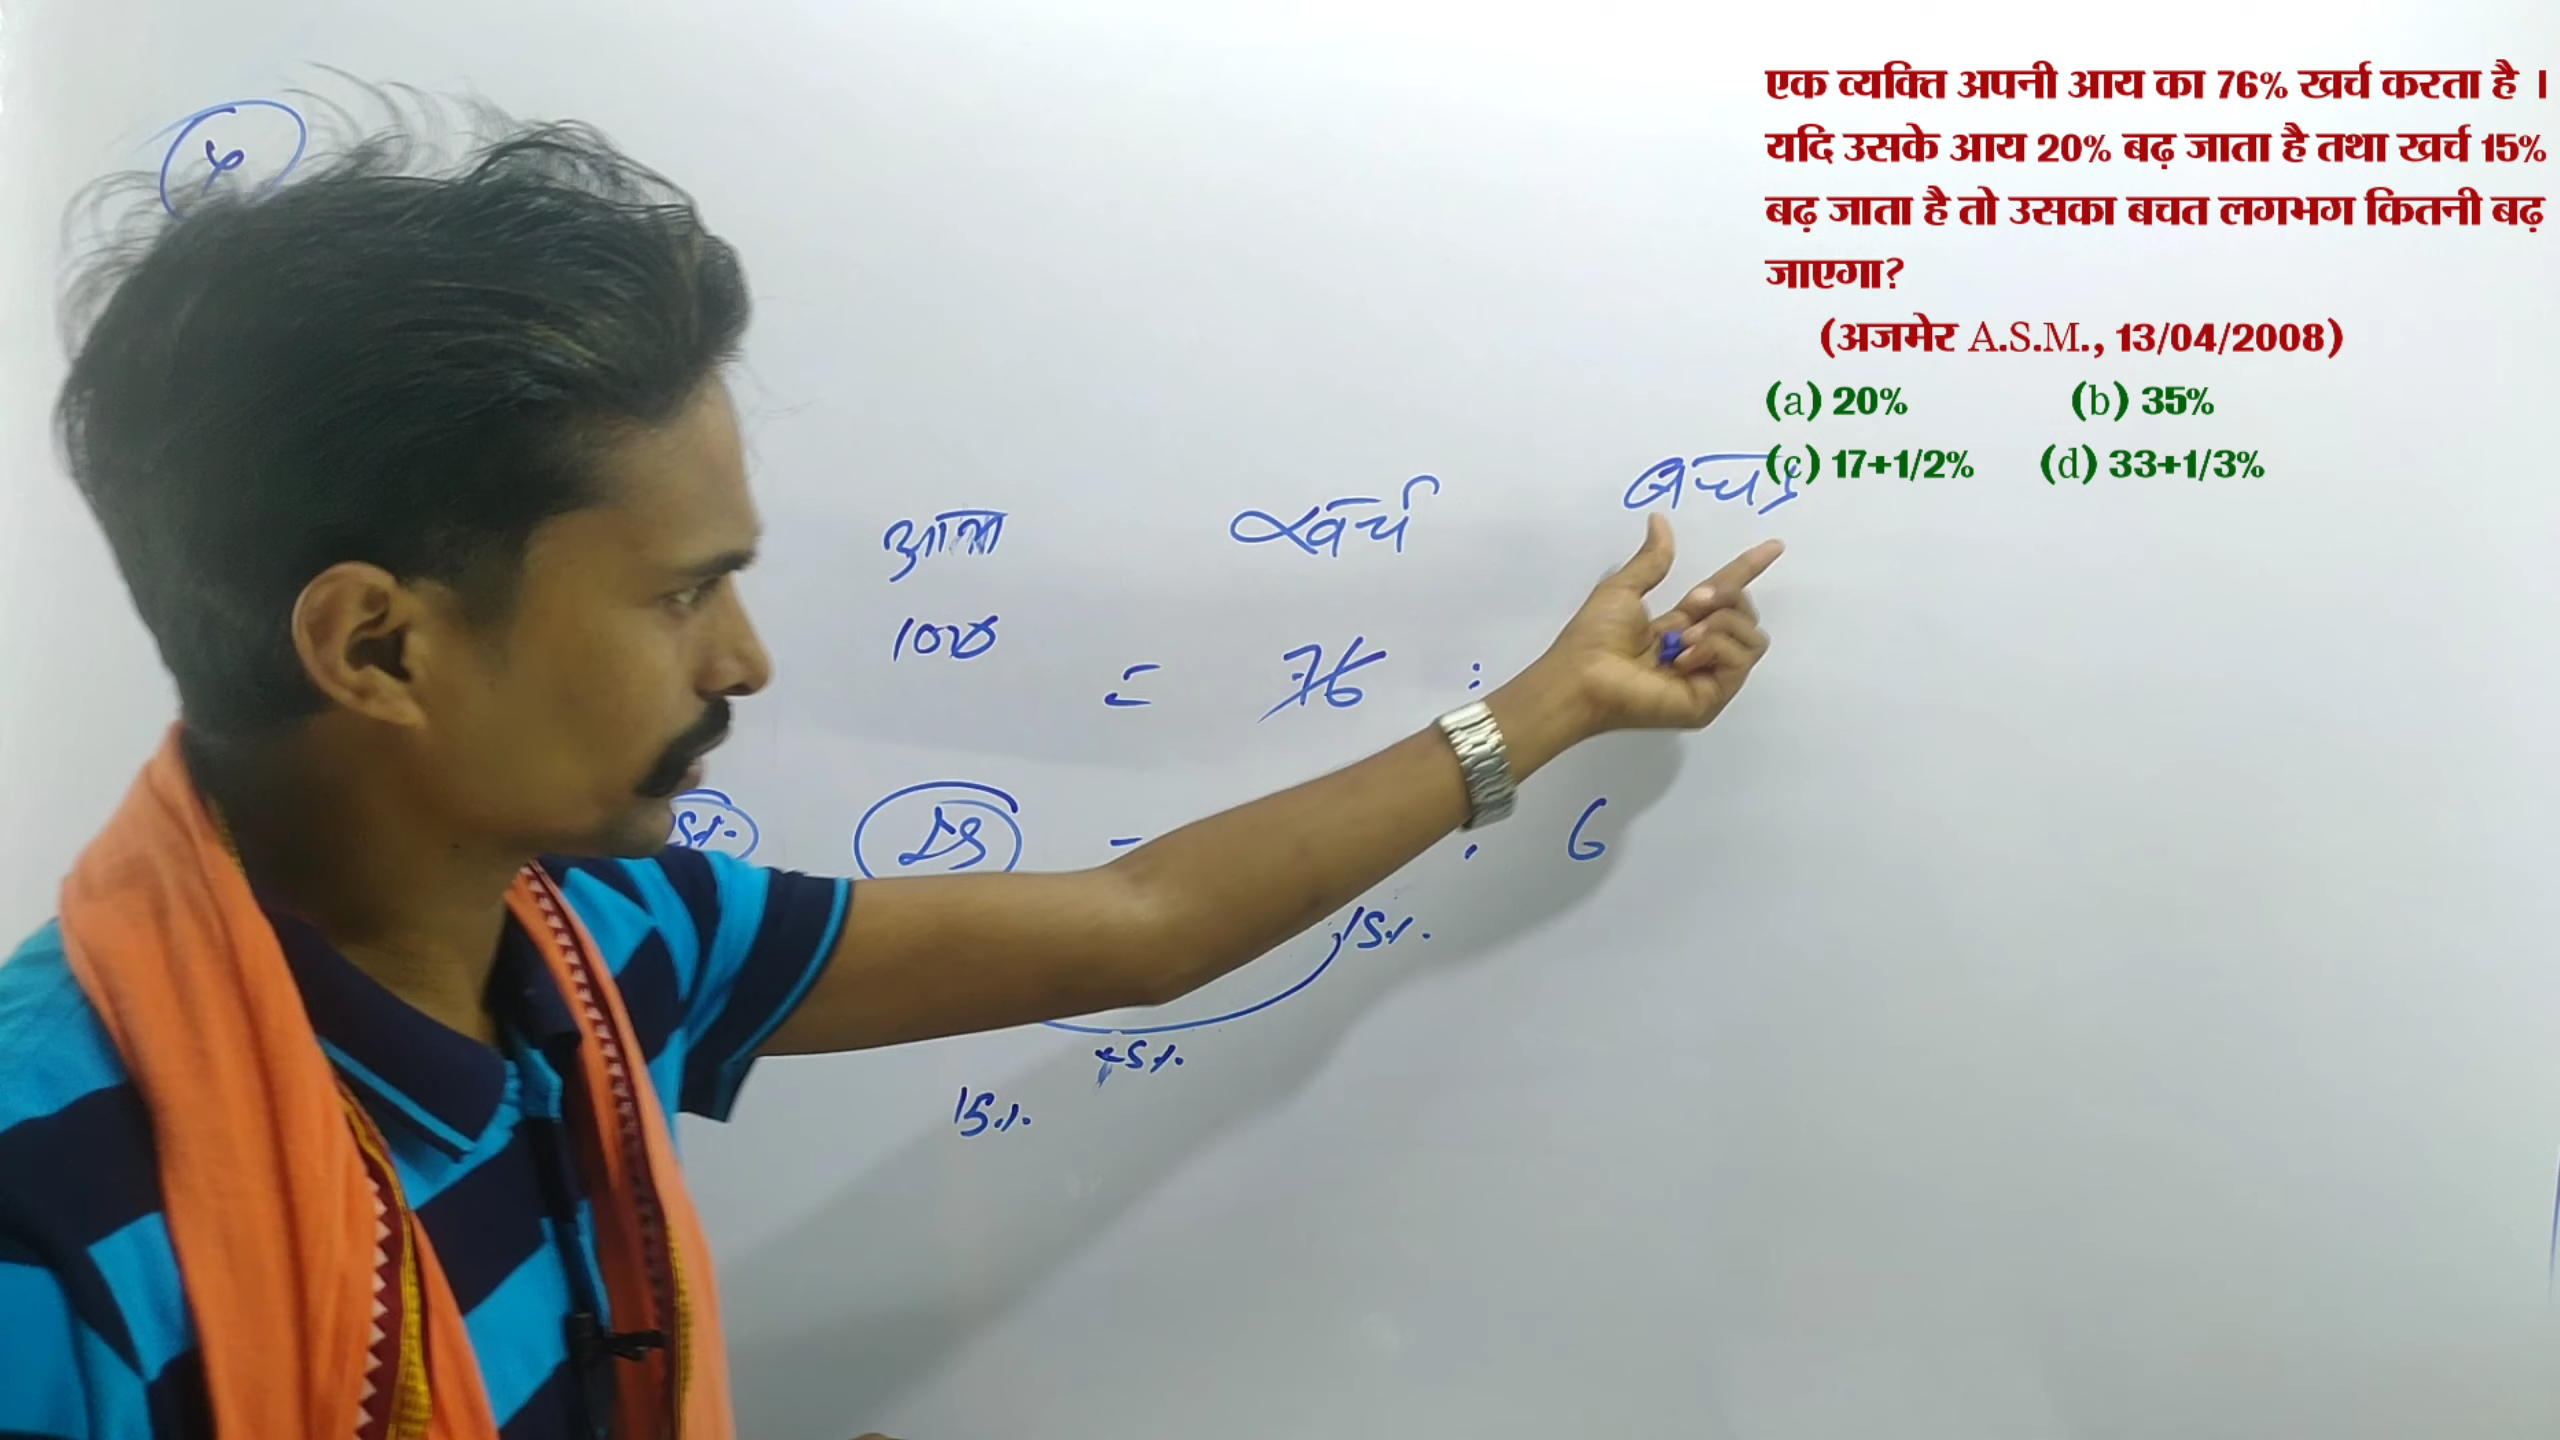 एक व्यक्ति अपनी आय का 76% खर्च करता है ।
यदि उसके आय 20% बढ़ जाता है तथा खर्च 15%
बढ़ जाता है तो उसका बचत लगभग कितनी बढ़
जाएगा?
(अजमेर A.S.M., 13/04/2008)
(a) 20% (b) 35%
(c) 17+1/2% (d) 33+1/3%
खर्च बचत
100 = 76 :
25 - : 6
15%.
+5%.
15%.